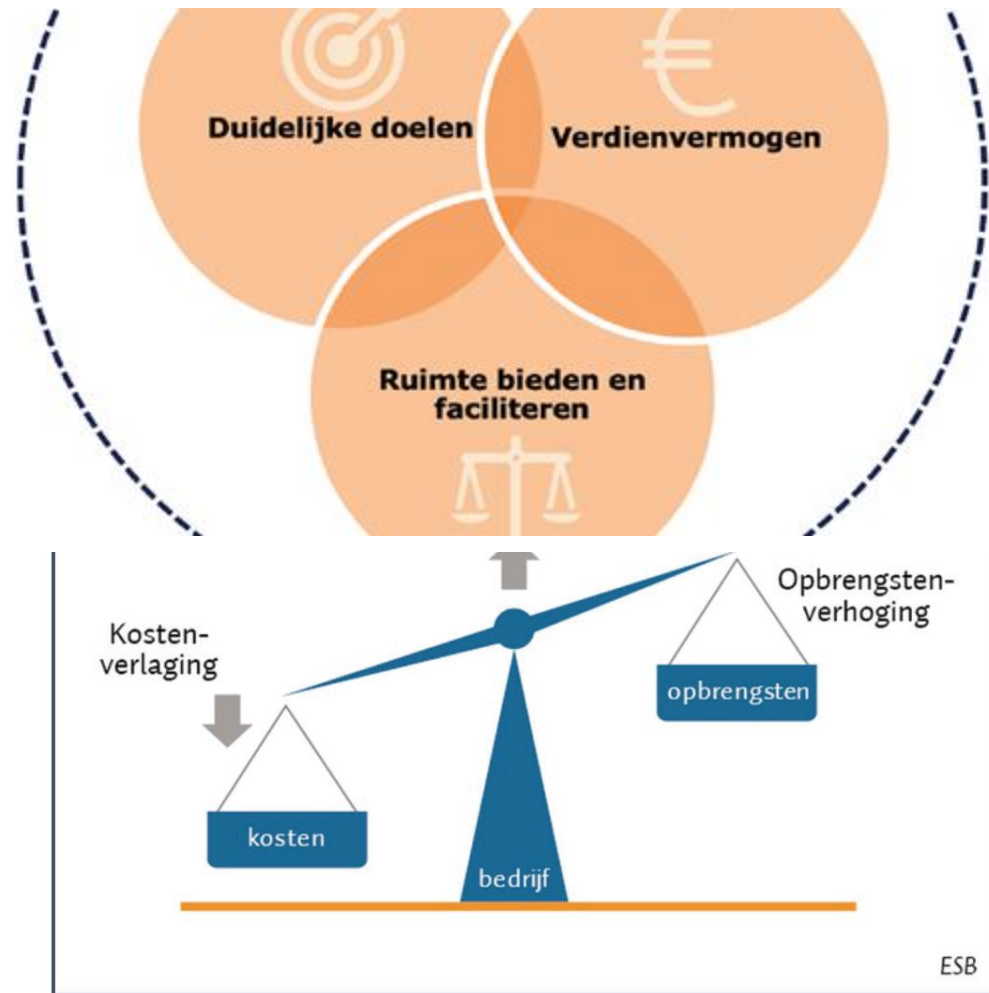 Duidelijke doelen
Verdienvermogen
Ruimte bieden en
faciliteren
Opbrengsten-
verhoging
Kosten-
verlaging
opbrengsten
kosten
bedrijf
ESB